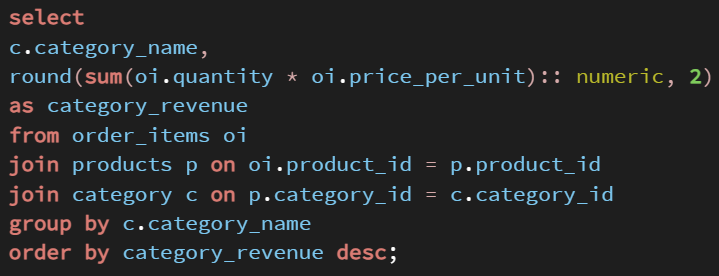 select
c.category_name,
round(sum(oi.quantity * oi.price_per_unit):: numeric, 2)
as category_revenue
from order_items oi
join products p on oi.product_id = p.product_id
join category c on p.category_id = c.category_id
group by c.category_name
order by category_revenue desc;